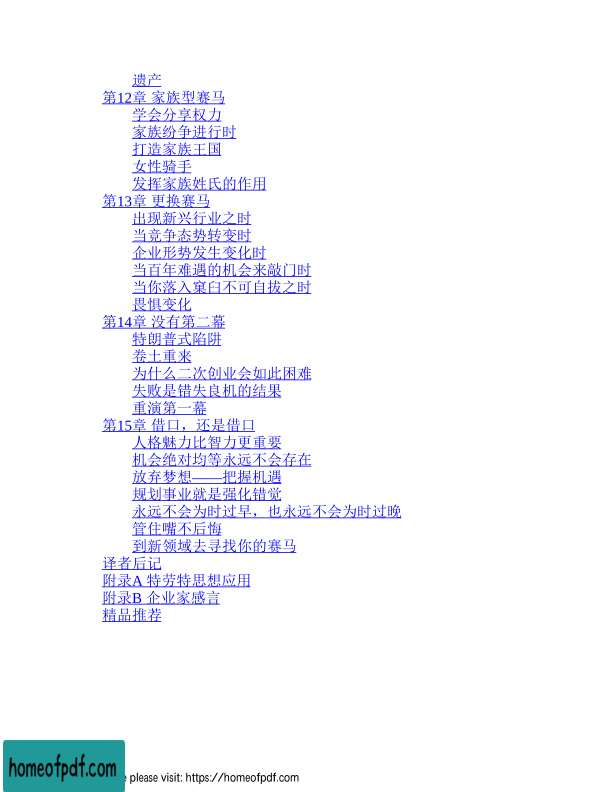 遗产
第12章 家族型赛马
学会分享权力
家族纷争进行时
打造家族王国
女性骑手
发挥家族姓氏的作用
第13章 更换赛马
出现新兴行业之时
当竞争态势转变时
企业形势发生变化时
当百年难遇的机会来敲门时
当你落入窠臼不可自拔之时
畏惧变化
第14章 没有第二幕
特朗普式陷阱
卷土重来
为什么二次创业会如此困难
失败是错失良机的结果
重演第一幕
第15章 借口，还是借口
人格魅力比智力更重要
机会绝对均等永远不会存在
放弃梦想——把握机遇
规划事业就是强化错觉
永远不会为时过早，也永远不会为时过晚
管住嘴不后悔
到新领域去寻找你的赛马
译者后记
附录A 特劳特思想应用
附录B 企业家感言
精品推荐
homeofpdf.com
e please visit: https://homeofpdf.com